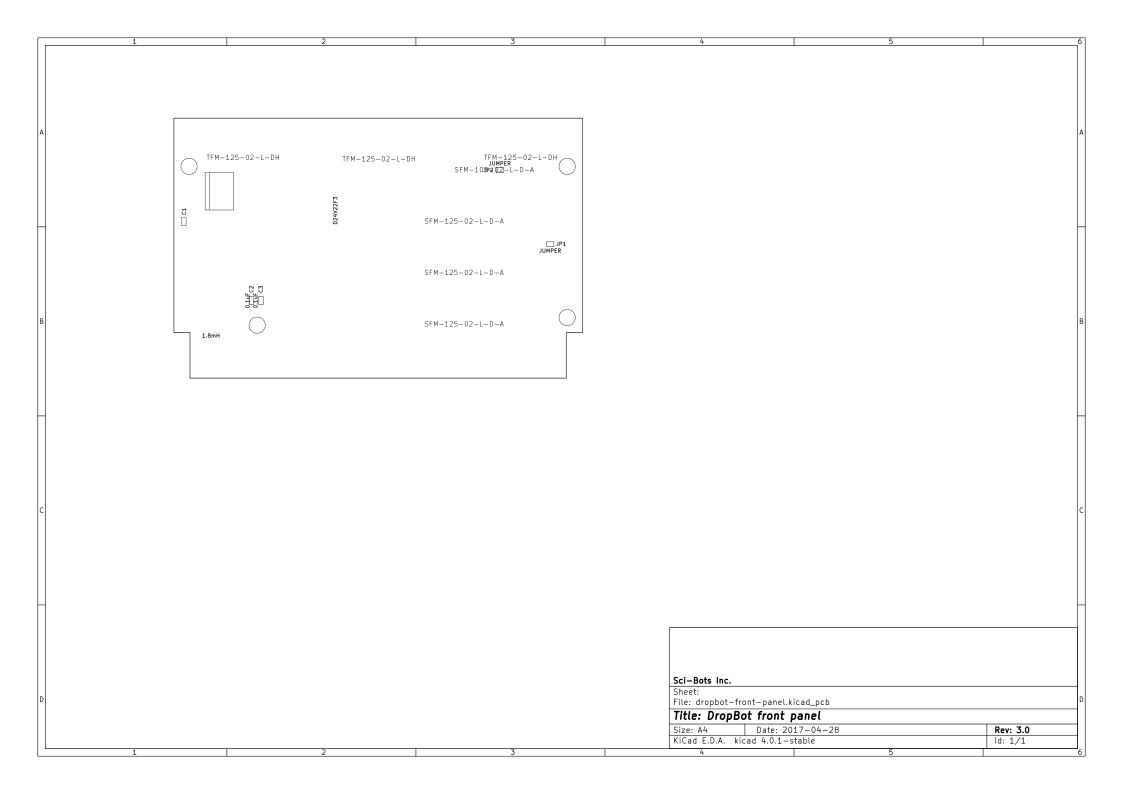 1 2 3 4 5 6
A A
TFM-125-02-L-DH TFM-125-02-L-DH TFM-125-02-L-DH
JUMPER
C1
D24V22F3
SFM-125-02-L-D-A
JP1
JUMPER
SFM-125-02-L-D-A
C2 C3
0.1uF
0.1uF
B B
SFM-125-02-L-D-A
1.8mH
C C
Sci-Bots Inc.
Sheet:
File: dropbot-front-panel.kicad_pcb
D D
Title: DropBot front panel
Size: A4 Date: 2017-04-28 Rev: 3.0
KiCad E.D.A. kicad 4.0.1-stable Id: 1/1
1 2 3 4 5 6